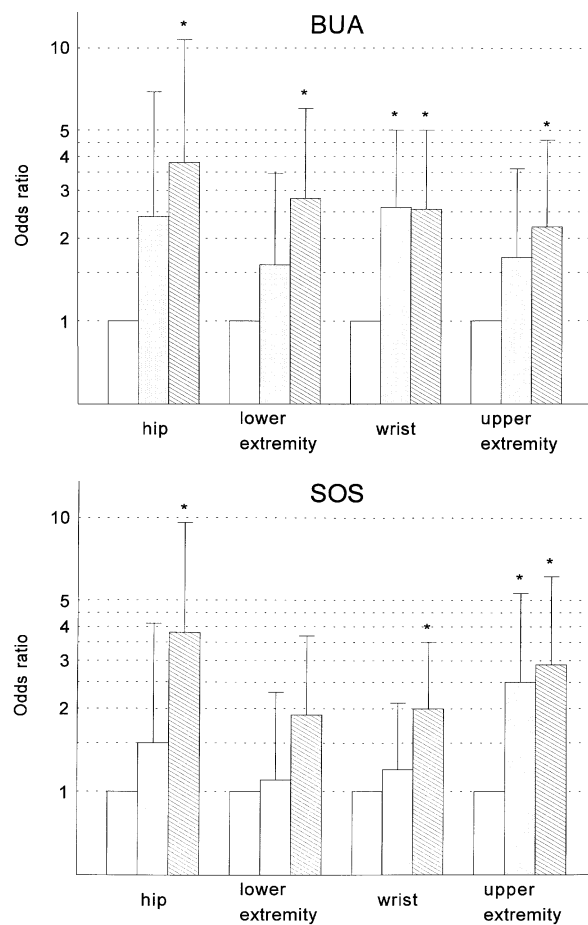 BUA
*
10
*
* *
*
5
4
3
2
1
Odds ratio
hip
lower
extremity
wrist
upper
extremity
SOS
*
10
*
*
*
5
4
3
2
1
Odds ratio
hip
lower
extremity
wrist
upper
extremity